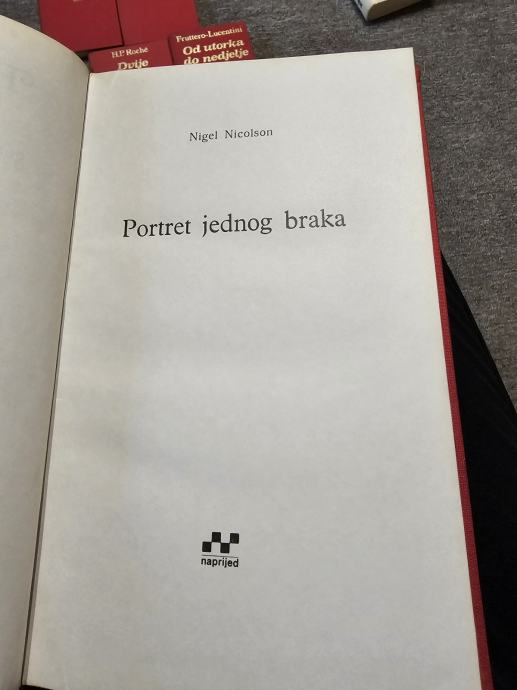 H.P. Roché
Dvije
Fruttero-Lucentini
Od utorka
do nedjelje
Nigel Nicolson
Portret jednog braka
naprijed